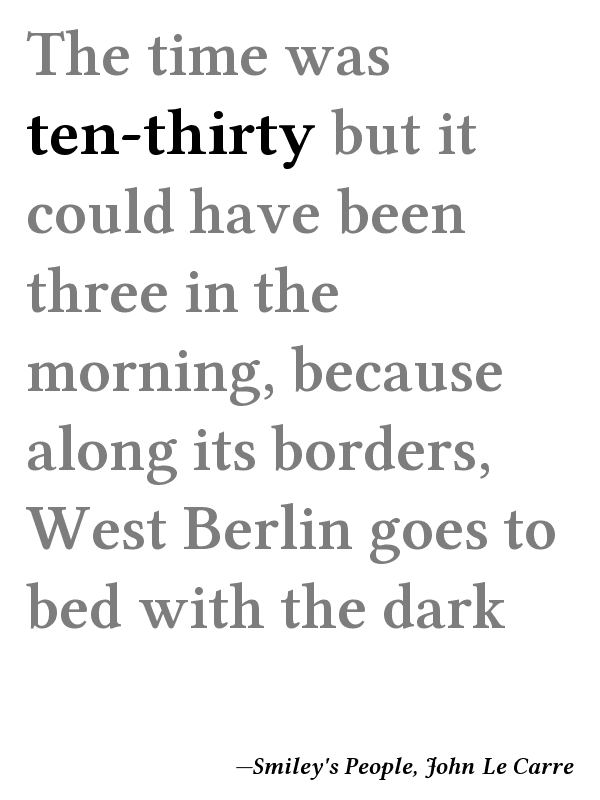 The time was
ten-thirty but it
could have been
three in the
morning, because
along its borders,
West Berlin goes to
bed with the dark
—Smiley's People, John Le Carre